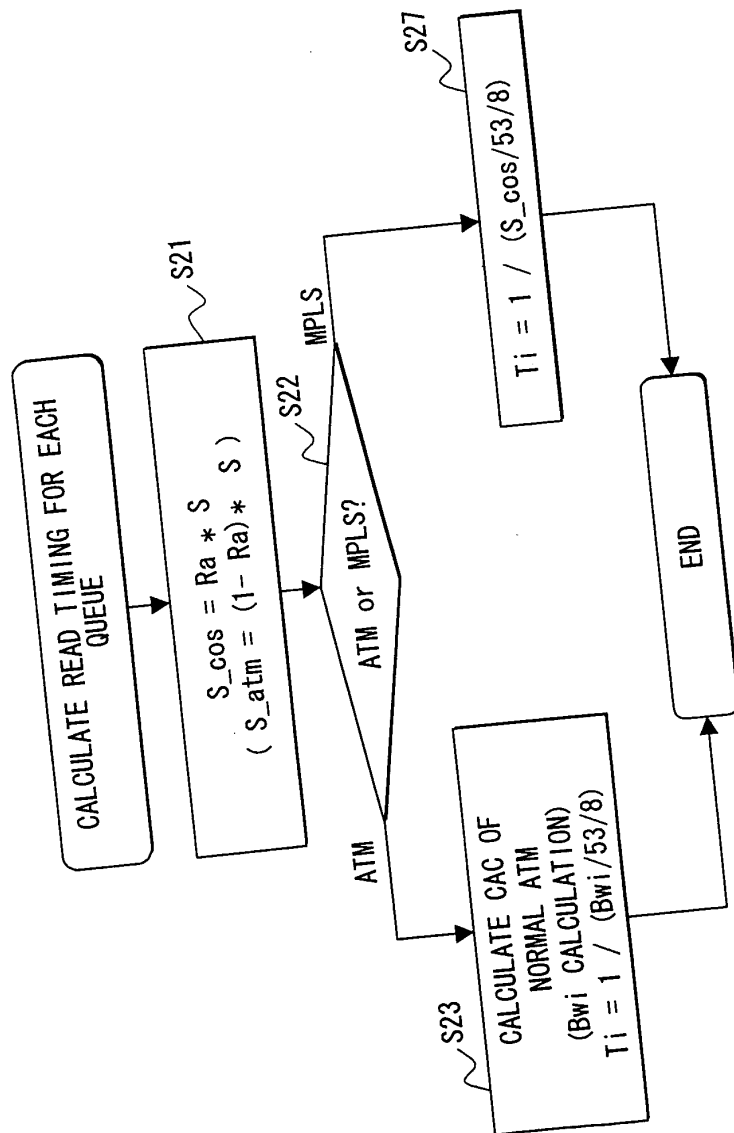 CALCULATE READ TIMING FOR EACH
QUEUE
S21
S_cos = Ra * S
( S_atm = (1- Ra)* S )
S22
ATM or MPLS?
ATM
MPLS
S23
CALCULATE CAC OF
NORMAL ATM
(Bwi CALCULATION)
Ti = 1 / (Bwi/53/8)
S27
Ti = 1 / (S_cos/53/8)
END